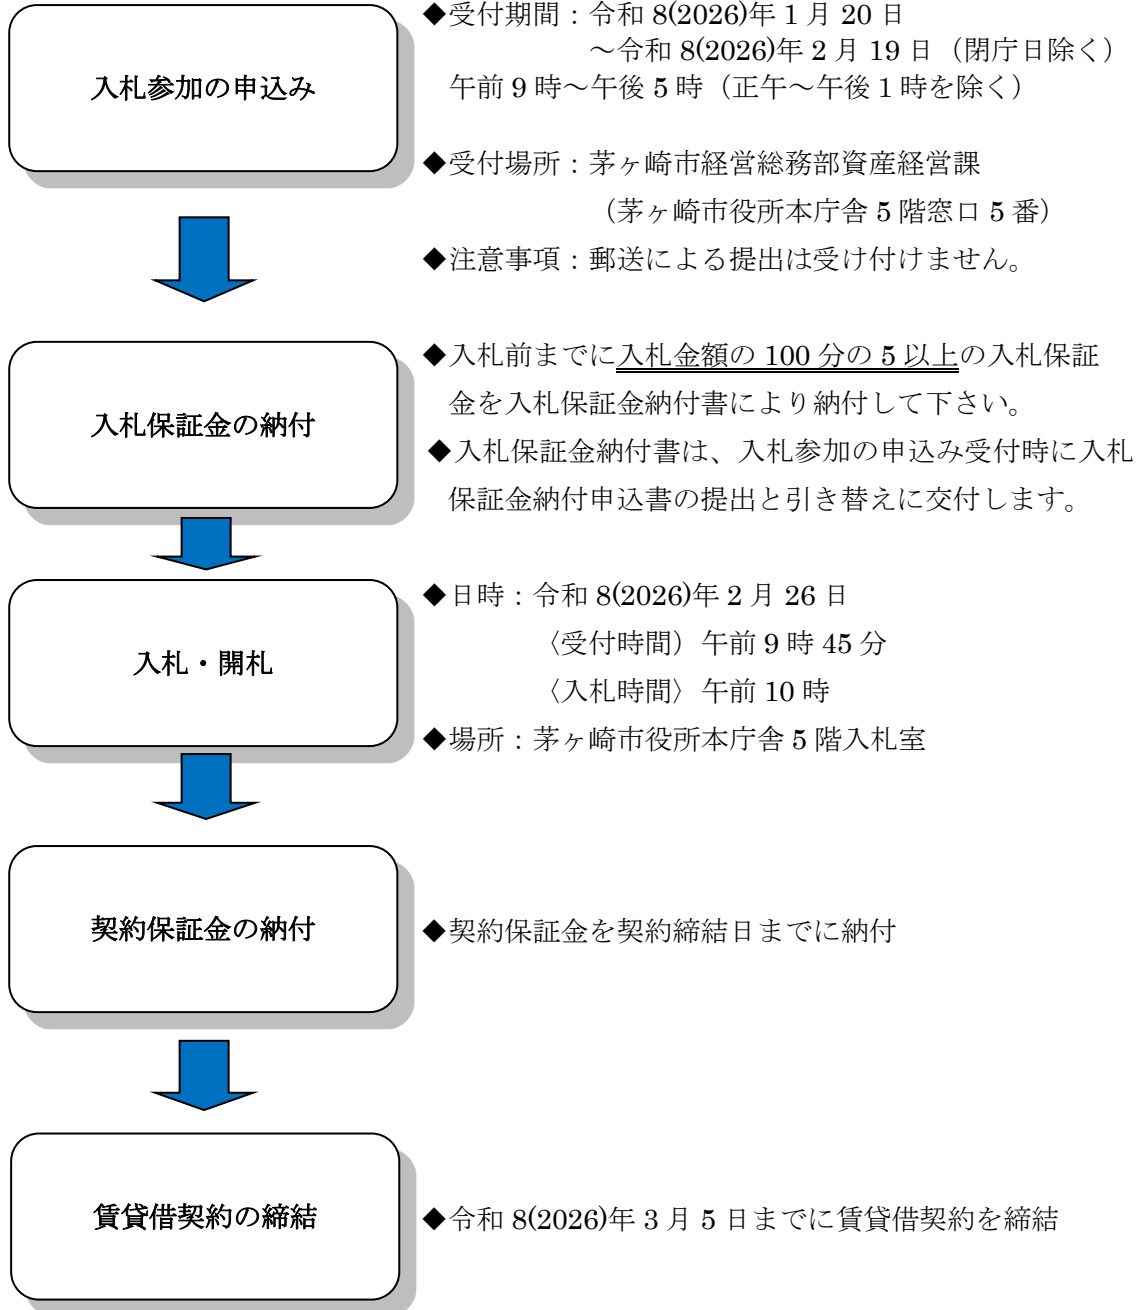 入札参加の申込み
◆受付期間：令和 8(2026)年 1 月 20 日
～令和 8(2026)年 2 月 19 日（閉庁日除く）
午前 9 時～午後 5 時（正午～午後 1 時を除く）
◆受付場所：茅ヶ崎市経営総務部資産経営課
（茅ヶ崎市役所本庁舎 5 階窓口 5 番）
◆注意事項：郵送による提出は受け付けません。
入札保証金の納付
◆入札前までに入札金額の 100 分の 5 以上の入札保証
金を入札保証金納付書により納付して下さい。
◆入札保証金納付書は、入札参加の申込み受付時に入札
保証金納付申込書の提出と引き替えに交付します。
入札・開札
◆日時：令和 8(2026)年 2 月 26 日
〈受付時間）午前 9 時 45 分
〈入札時間〉午前 10 時
◆場所：茅ヶ崎市役所本庁舎 5 階入札室
契約保証金の納付
◆契約保証金を契約締結日までに納付
賃貸借契約の締結
◆令和 8(2026)年 3 月 5 日までに賃貸借契約を締結